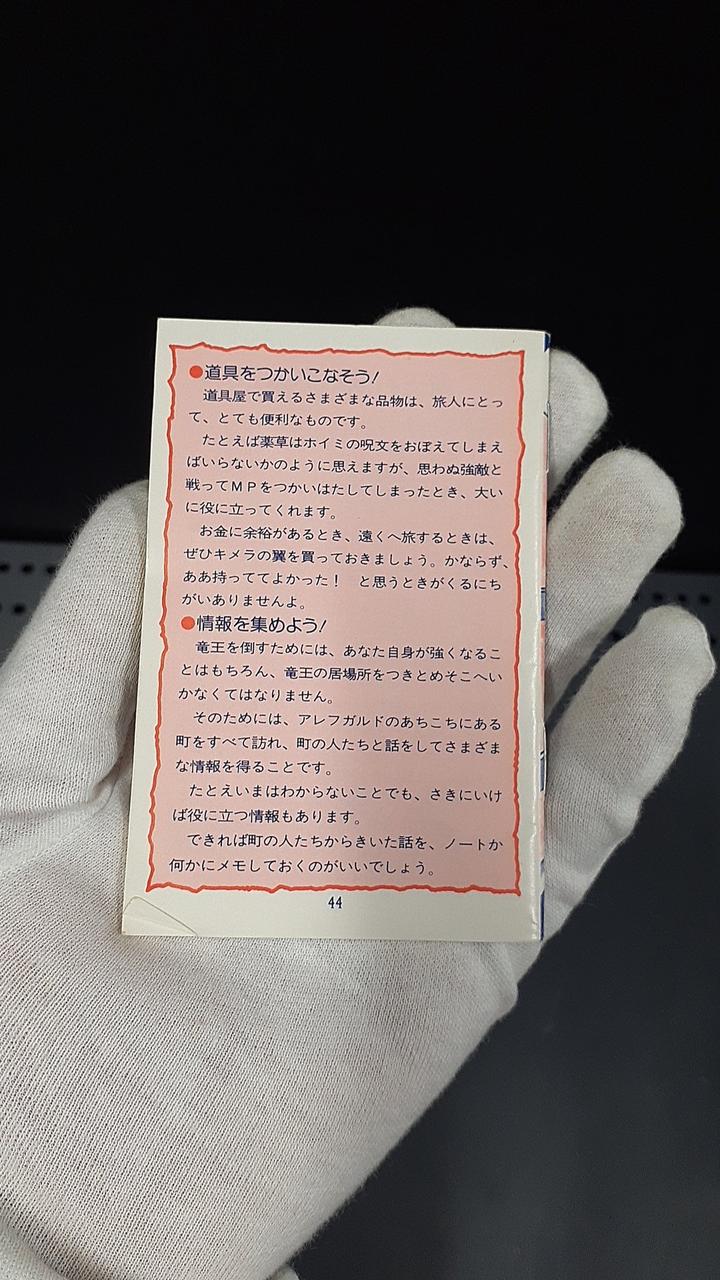 ●道具をつかいこなそう！
　道具屋で買えるさまざまな品物は、旅人にとっ
て、とても便利なものです。
　たとえば薬草はホイミの呪文をおぼえてしまえ
ばいらないかのように思えますが、思わぬ強敵と
戦ってＭＰをつかいはたしてしまったとき、大い
に役に立ってくれます。
　お金に余裕があるとき、遠くへ旅するときは、
ぜひキメラの翼を買っておきましょう。かならず、
ああ持っててよかった！　と思うときがくるにち
がいありませんよ。
●情報を集めよう！
　竜王を倒すためには、あなた自身が強くなるこ
とはもちろん、竜王の居場所をつきとめそこへい
かなくてはなりません。
　そのためには、アレフガルドのあちこちにある
町をすべて訪れ、町の人たちと話をしてさまざま
な情報を得ることです。
　たとえいまはわからないことでも、さきにいけ
ば役に立つ情報もあります。
　できれば町の人たちからきいた話を、ノートか
何かにメモしておくのがいいでしょう。
44